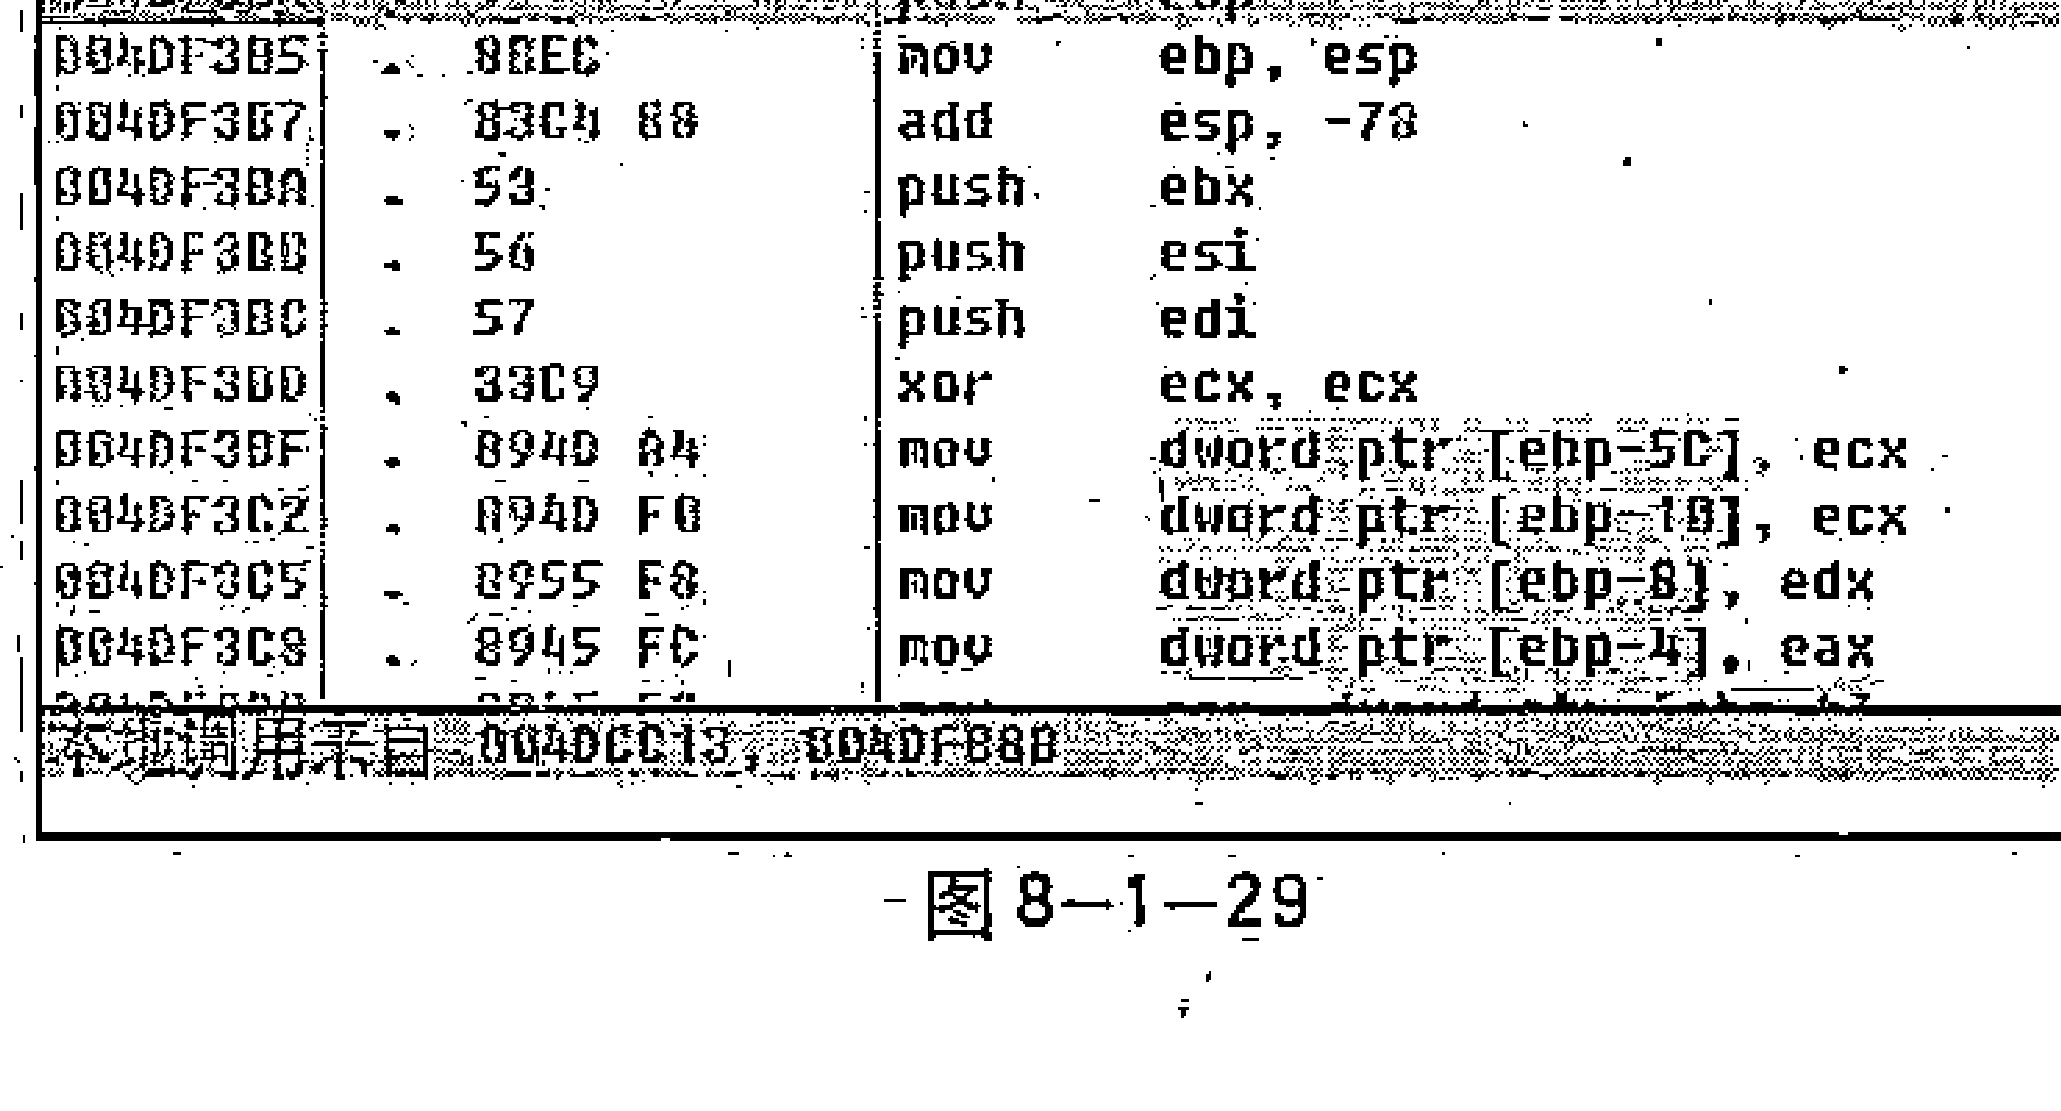 004DF3B5 . 8BEC mov ebp, esp
004DF3B7 . 83C4 88 add esp, -78
004DF3BA . 53 push ebx
004DF3BB . 56 push esi
004DF3BC . 57 push edi
004DF3BD . 33C9 xor ecx, ecx
004DF3BF . 894D A4 mov dword ptr [ebp-5C], ecx
004DF3C2 . 894D F0 mov dword ptr [ebp-10], ecx
004DF3C5 . 8955 F8 mov dword ptr [ebp-8], edx
004DF3C8 . 8945 FC mov dword ptr [ebp-4], eax
本地调用来自 004DCC13,
图 8—1—29